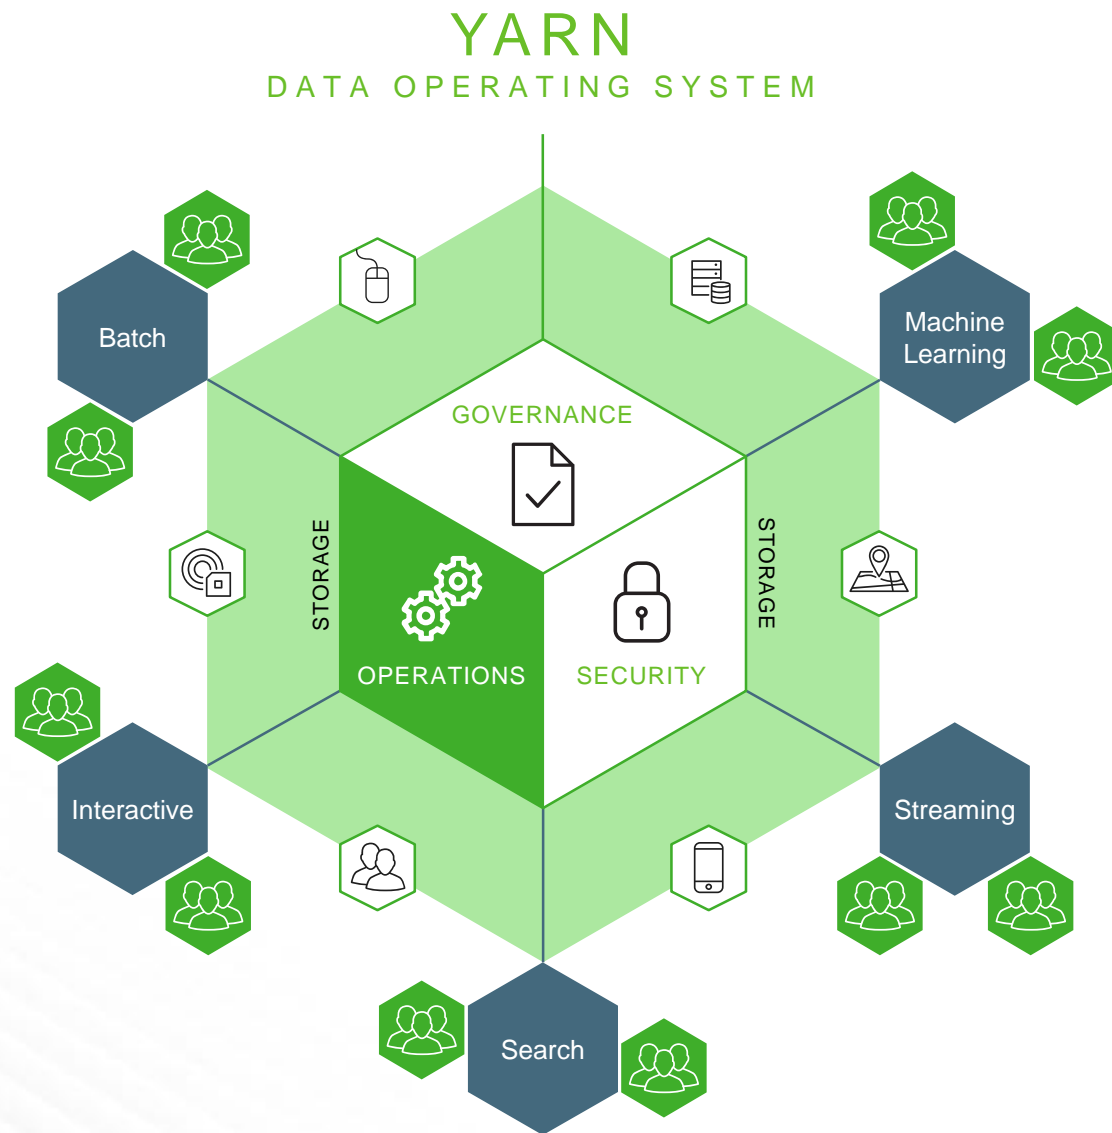 YARN
DATA OPERATING SYSTEM
Batch
Machine
Learning
GOVERNANCE
STORAGE
STORAGE
OPERATIONS
SECURITY
Interactive
Streaming
Search